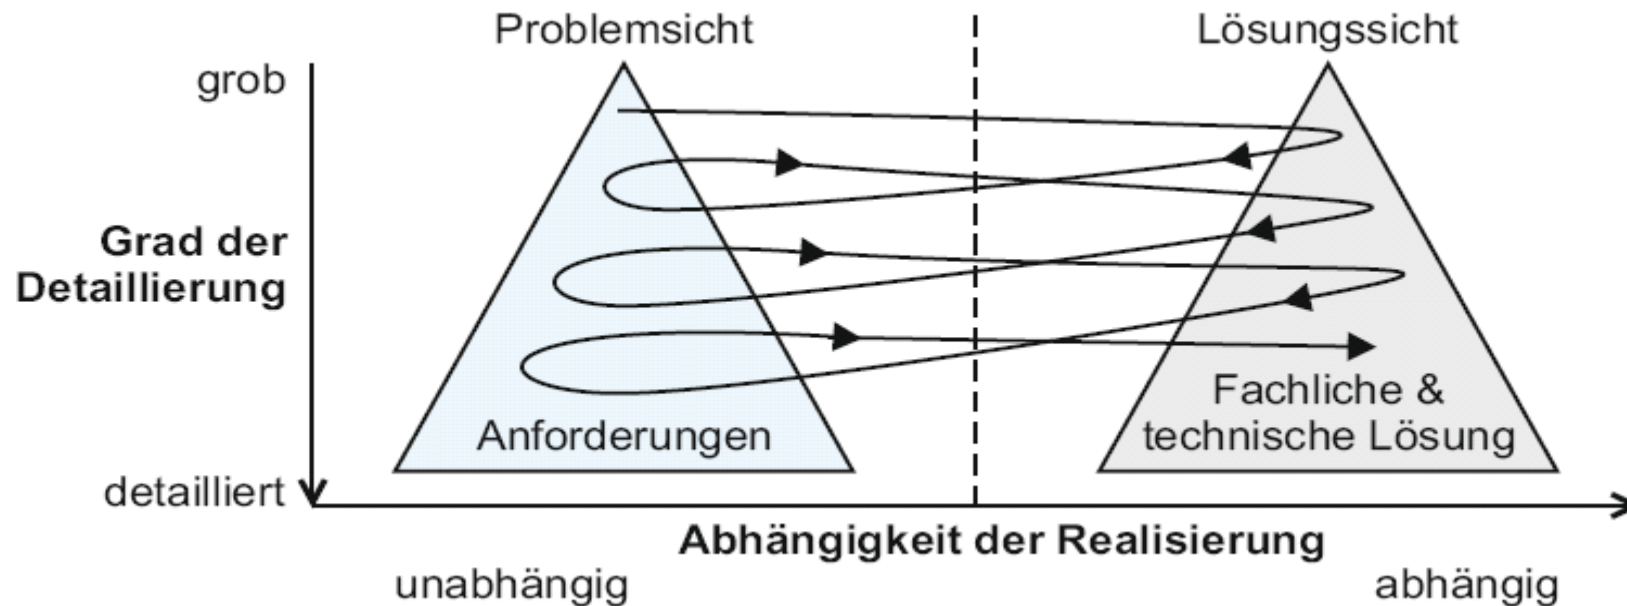 Problemsicht
Lösungssicht
grob
Grad der
Detaillierung
Fachliche &
technische Lösung
Anforderungen
detailliert
Abhängigkeit der Realisierung
unabhängig
abhängig